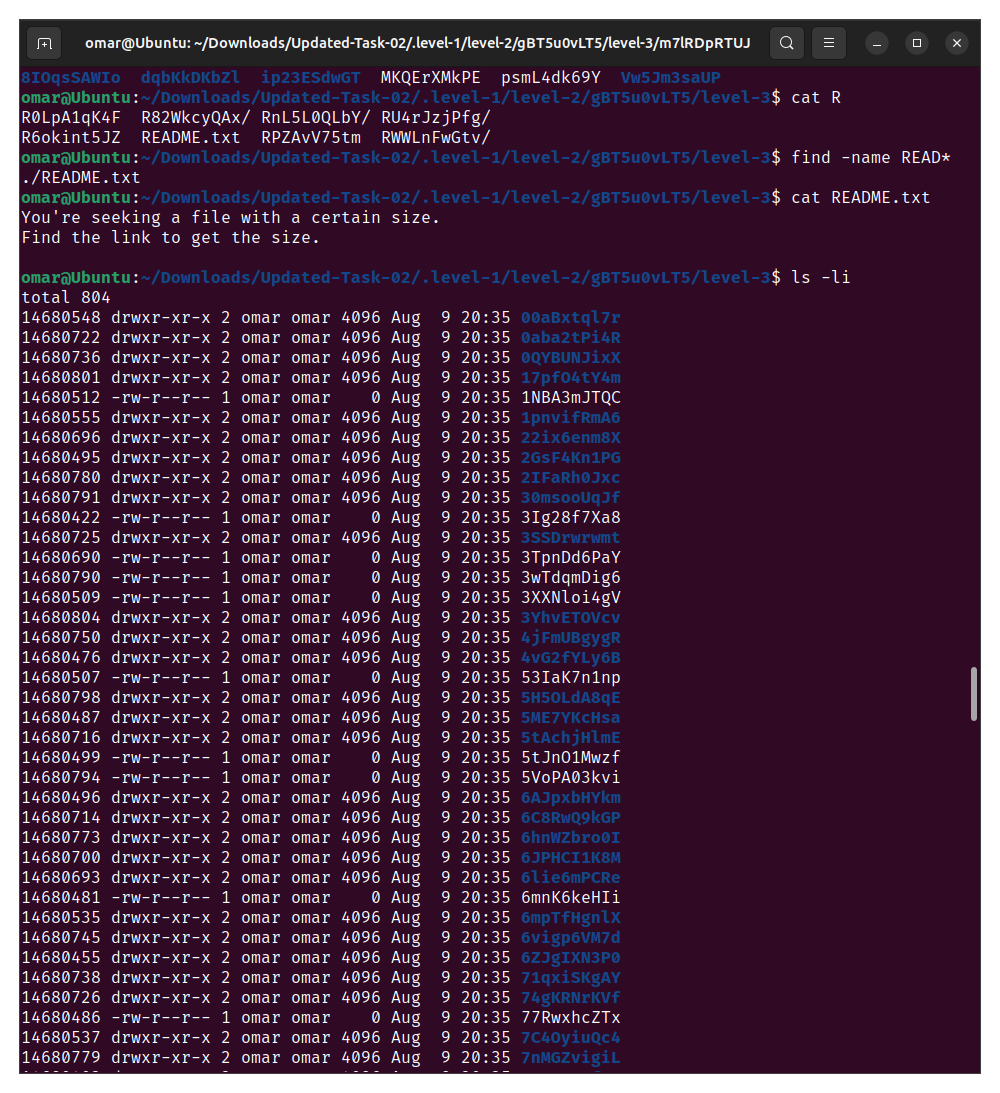 omar@Ubuntu: ~/Downloads/Updated-Task-02/.level-1/level-2/gBT5u0vLT5/level-3/m7lRDpRTUJ
8IOqsSAWIo  dqbKkDKbZl  ip23ESdwGT  MKQErXMkPE  psmL4dk69Y  Vw5Jm3saUP
omar@Ubuntu:~/Downloads/Updated-Task-02/.level-1/level-2/gBT5u0vLT5/level-3$ cat R
R0LpA1qK4F  R82WkcyQAx/ RnL5L0QLbY/ RU4rJzjPfg/
R6okint5JZ  README.txt  RPZAvV75tm  RWWLnFwGtv/
omar@Ubuntu:~/Downloads/Updated-Task-02/.level-1/level-2/gBT5u0vLT5/level-3$ find -name READ*
./README.txt
omar@Ubuntu:~/Downloads/Updated-Task-02/.level-1/level-2/gBT5u0vLT5/level-3$ cat README.txt
You're seeking a file with a certain size.
Find the link to get the size.
omar@Ubuntu:~/Downloads/Updated-Task-02/.level-1/level-2/gBT5u0vLT5/level-3$ ls -li
total 804
14680548 drwxr-xr-x 2 omar omar 4096 Aug  9 20:35 00aBxtql7r
14680722 drwxr-xr-x 2 omar omar 4096 Aug  9 20:35 0aba2tPi4R
14680736 drwxr-xr-x 2 omar omar 4096 Aug  9 20:35 0QYBUNJixX
14680801 drwxr-xr-x 2 omar omar 4096 Aug  9 20:35 17pfO4tY4m
14680512 -rw-r--r-- 1 omar omar    0 Aug  9 20:35 1NBA3mJTQC
14680555 drwxr-xr-x 2 omar omar 4096 Aug  9 20:35 1pnvifRmA6
14680696 drwxr-xr-x 2 omar omar 4096 Aug  9 20:35 22ix6enm8X
14680495 drwxr-xr-x 2 omar omar 4096 Aug  9 20:35 2GsF4Kn1PG
14680780 drwxr-xr-x 2 omar omar 4096 Aug  9 20:35 2IFaRh0Jxc
14680791 drwxr-xr-x 2 omar omar 4096 Aug  9 20:35 30msooUqJf
14680422 -rw-r--r-- 1 omar omar    0 Aug  9 20:35 3Ig28f7Xa8
14680725 drwxr-xr-x 2 omar omar 4096 Aug  9 20:35 3SSDrwrwmt
14680690 -rw-r--r-- 1 omar omar    0 Aug  9 20:35 3TpnDd6PaY
14680790 -rw-r--r-- 1 omar omar    0 Aug  9 20:35 3wTdqmDig6
14680509 -rw-r--r-- 1 omar omar    0 Aug  9 20:35 3XXNloi4gV
14680804 drwxr-xr-x 2 omar omar 4096 Aug  9 20:35 3YhvETOVcv
14680750 drwxr-xr-x 2 omar omar 4096 Aug  9 20:35 4jFmUBgygR
14680476 drwxr-xr-x 2 omar omar 4096 Aug  9 20:35 4vG2fYLy6B
14680507 -rw-r--r-- 1 omar omar    0 Aug  9 20:35 53IaK7n1np
14680798 drwxr-xr-x 2 omar omar 4096 Aug  9 20:35 5H5OLdA8qE
14680487 drwxr-xr-x 2 omar omar 4096 Aug  9 20:35 5ME7YKcHsa
14680716 drwxr-xr-x 2 omar omar 4096 Aug  9 20:35 5tAchjHlmE
14680499 -rw-r--r-- 1 omar omar    0 Aug  9 20:35 5tJnO1Mwzf
14680794 -rw-r--r-- 1 omar omar    0 Aug  9 20:35 5VoPA03kvi
14680496 drwxr-xr-x 2 omar omar 4096 Aug  9 20:35 6AJpxbHYkm
14680714 drwxr-xr-x 2 omar omar 4096 Aug  9 20:35 6C8RwQ9kGP
14680773 drwxr-xr-x 2 omar omar 4096 Aug  9 20:35 6hnWZbro0I
14680700 drwxr-xr-x 2 omar omar 4096 Aug  9 20:35 6JPHCI1K8M
14680693 drwxr-xr-x 2 omar omar 4096 Aug  9 20:35 6lie6mPCRe
14680481 -rw-r--r-- 1 omar omar    0 Aug  9 20:35 6mnK6keHIi
14680535 drwxr-xr-x 2 omar omar 4096 Aug  9 20:35 6mpTfHgnlX
14680745 drwxr-xr-x 2 omar omar 4096 Aug  9 20:35 6vigp6VM7d
14680455 drwxr-xr-x 2 omar omar 4096 Aug  9 20:35 6ZJgIXN3P0
14680738 drwxr-xr-x 2 omar omar 4096 Aug  9 20:35 71qxiSKgAY
14680726 drwxr-xr-x 2 omar omar 4096 Aug  9 20:35 74gKRNrKVf
14680486 -rw-r--r-- 1 omar omar    0 Aug  9 20:35 77RwxhcZTx
14680537 drwxr-xr-x 2 omar omar 4096 Aug  9 20:35 7C4OyiuQc4
14680779 drwxr-xr-x 2 omar omar 4096 Aug  9 20:35 7nMGZvigiL